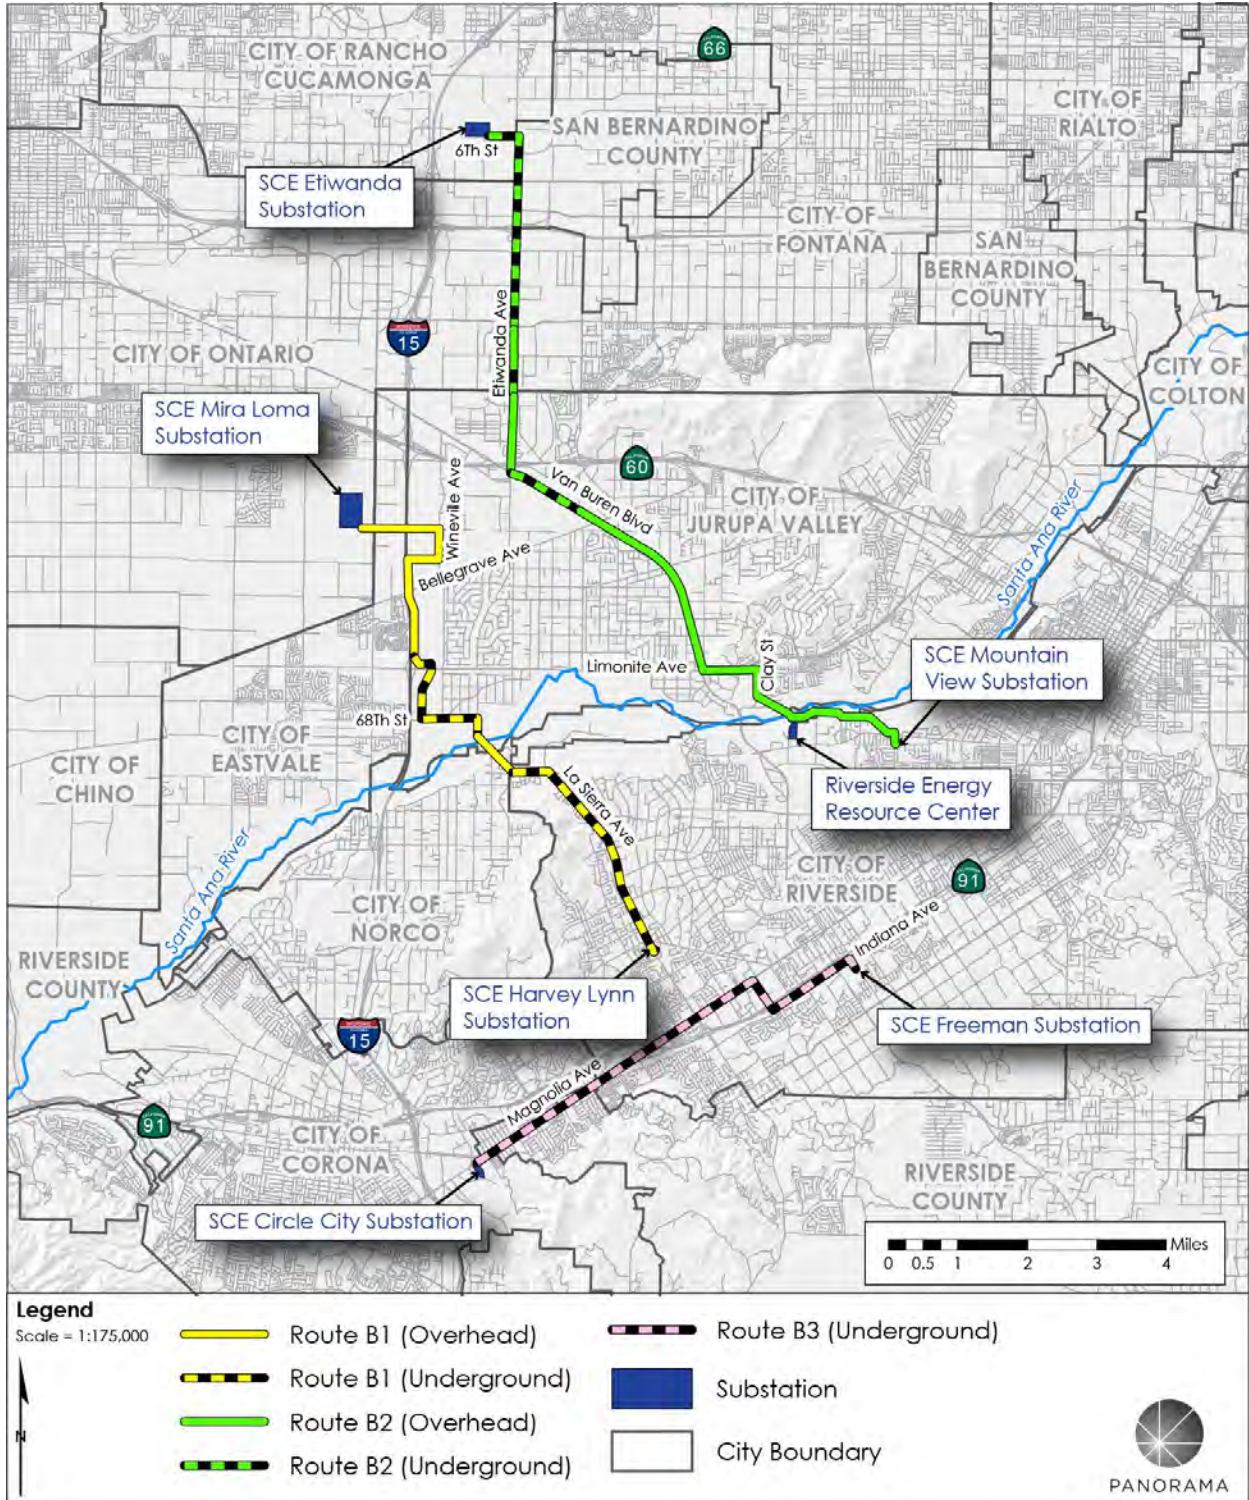 CITY OF RANCHO
CUCAMONGA
66
CITY OF
RIALTO
SAN BERNARDINO
COUNTY
6Th St
SCE Etiwanda
Substation
CITY OF
FONTANA
SAN
BERNARDINO
COUNTY
Etiwanda Ave
15
CITY OF ONTARIO
CITY OF
COLTON
SCE Mira Loma
Substation
60
Van Buren Blvd
CITY OF
JURUPA VALLEY
Wineville Ave
Bellegrave Ave
Santa Ana River
Limonite Ave
Clay St
SCE Mountain
View Substation
68Th St
CITY OF
EASTVALE
CITY OF
CHINO
La Sierra Ave
Riverside Energy
Resource Center
Santa Ana River
CITY OF
RIVERSIDE
91
CITY OF
NORCO
Indiana Ave
RIVERSIDE
COUNTY
SCE Harvey Lynn
Substation
SCE Freeman Substation
15
Magnolia Ave
91
CITY OF
CORONA
RIVERSIDE
COUNTY
SCE Circle City Substation
Miles
0 0.5 1 2 3 4
Legend
Scale = 1:175,000
N
Route B1 (Overhead)
Route B1 (Underground)
Route B2 (Overhead)
Route B2 (Underground)
Route B3 (Underground)
Substation
City Boundary
PANORAMA